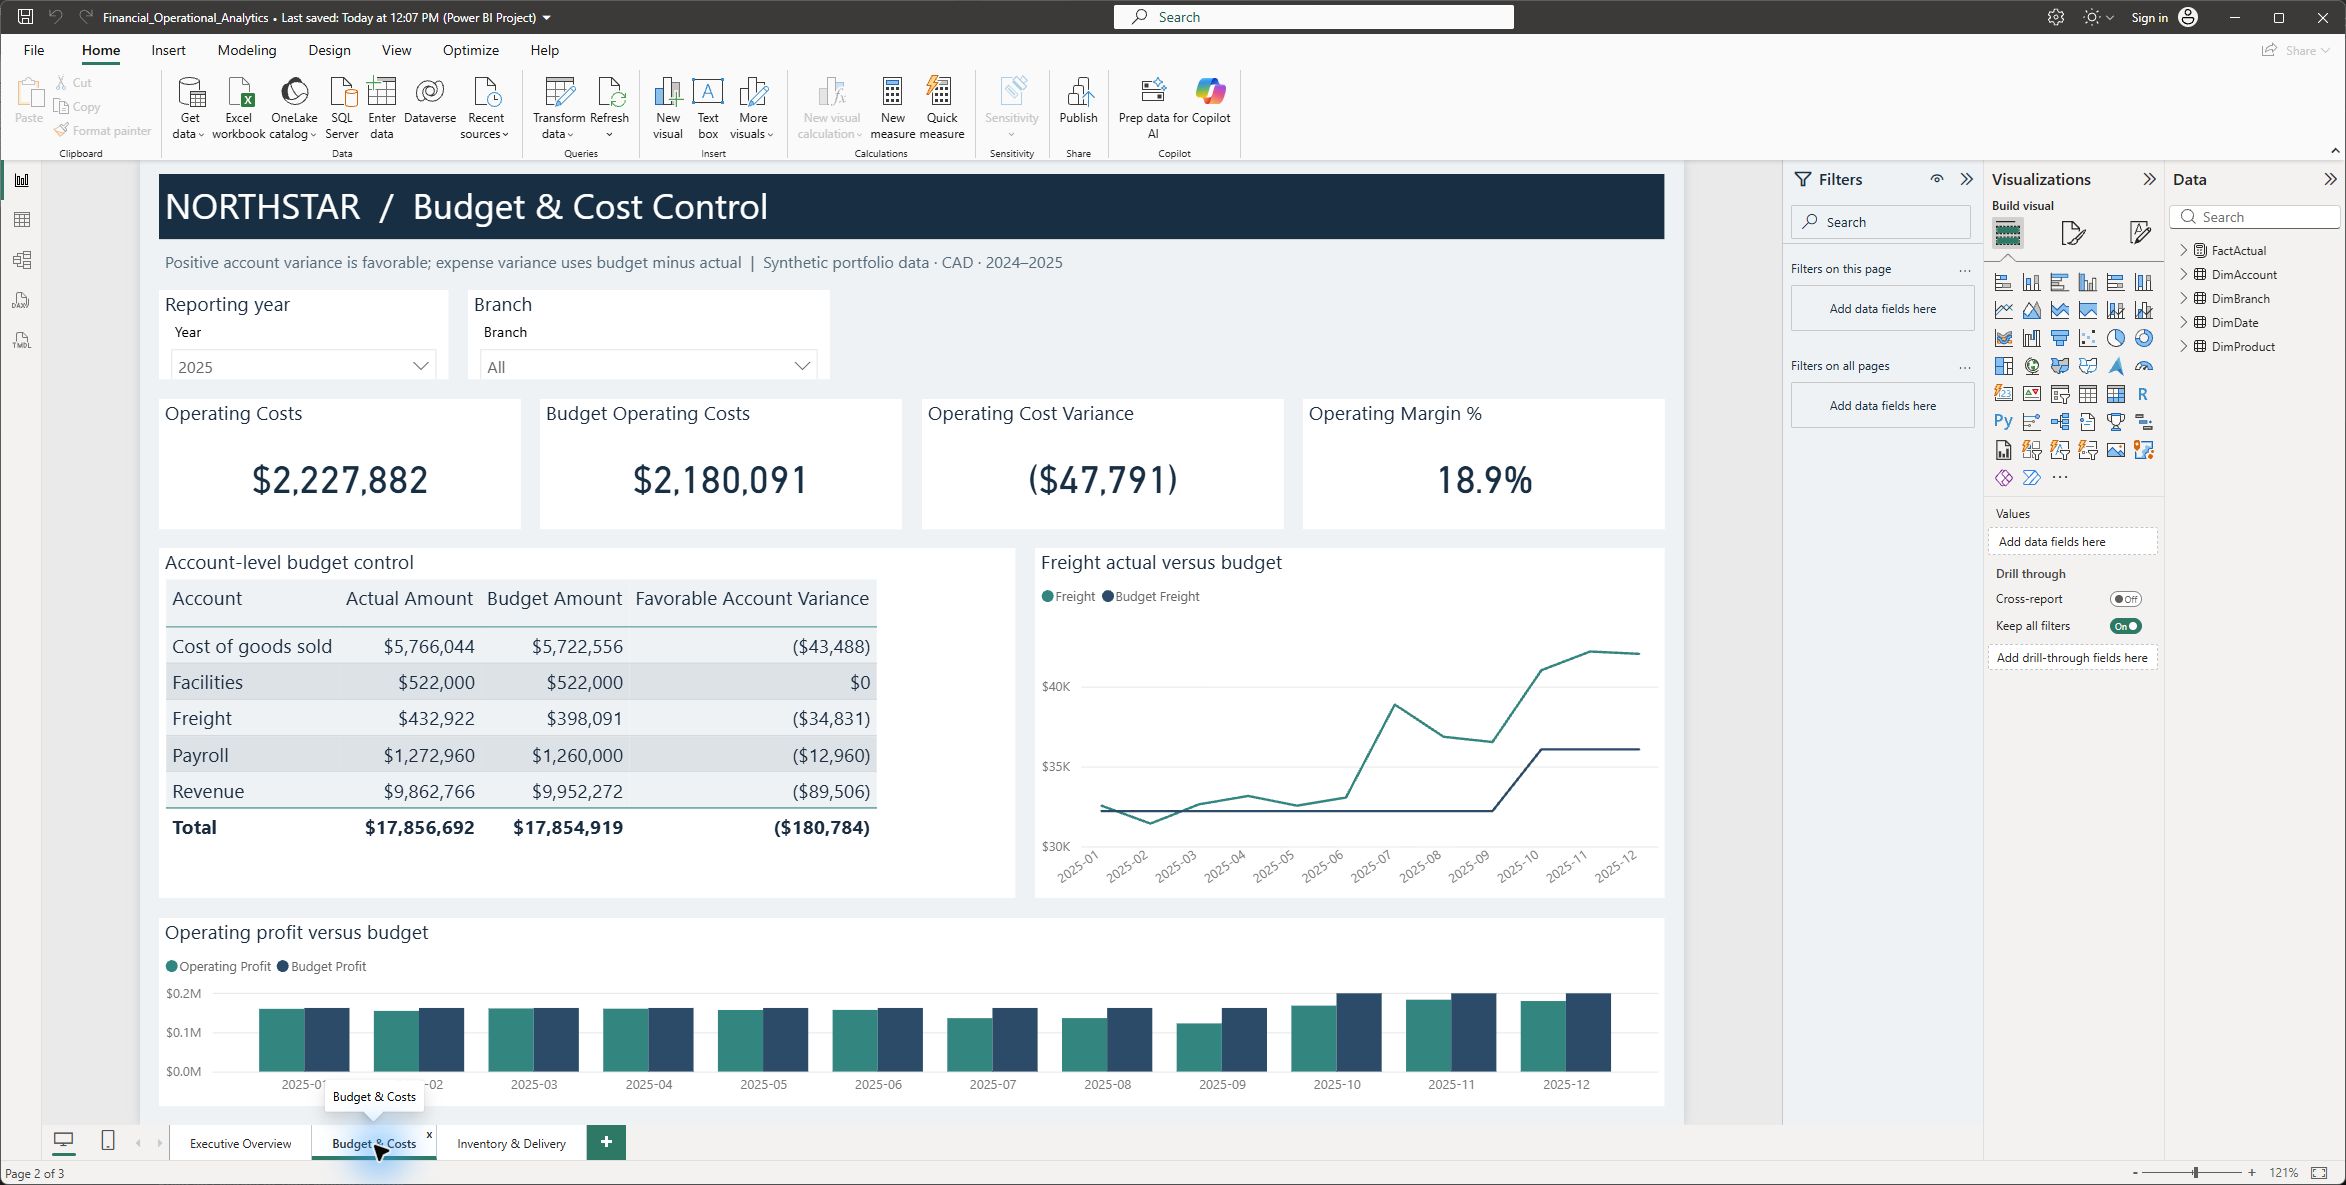 Financial_Operational_Analytics • Last saved: Today at 12:07 PM (Power BI Project)
Search
Sign in
File Home Insert Modeling Design View Optimize Help
Share
Paste
Cut
Copy
Format painter
Clipboard
Get data
Excel workbook
OneLake catalog
SQL Server
Enter data
Dataverse
Recent sources
Data
Transform data
Refresh
Queries
New visual
Text box
More visuals
Insert
New visual calculation
New measure
Quick measure
Calculations
Sensitivity
Sensitivity
Publish
Share
Prep data for AI
Copilot
Copilot
DAX
TMDL
NORTHSTAR / Budget & Cost Control
Positive account variance is favorable; expense variance uses budget minus actual | Synthetic portfolio data · CAD · 2024–2025
Reporting year
Year
2025
Branch
Branch
All
Operating Costs
$2,227,882
Budget Operating Costs
$2,180,091
Operating Cost Variance
($47,791)
Operating Margin %
18.9%
Account-level budget control
Account Actual Amount Budget Amount Favorable Account Variance
Cost of goods sold $5,766,044 $5,722,556 ($43,488)
Facilities $522,000 $522,000 $0
Freight $432,922 $398,091 ($34,831)
Payroll $1,272,960 $1,260,000 ($12,960)
Revenue $9,862,766 $9,952,272 ($89,506)
Total $17,856,692 $17,854,919 ($180,784)
Freight actual versus budget
Freight Budget Freight
$40K
$35K
$30K
2025-01 2025-02 2025-03 2025-04 2025-05 2025-06 2025-07 2025-08 2025-09 2025-10 2025-11 2025-12
Operating profit versus budget
Operating Profit Budget Profit
$0.2M
$0.1M
$0.0M
2025-01 -02 2025-03 2025-04 2025-05 2025-06 2025-07 2025-08 2025-09 2025-10 2025-11 2025-12
Budget & Costs
Executive Overview
Budget & Costs
x
Inventory & Delivery
+
Page 2 of 3
- + 121%
Filters
Search
Filters on this page ...
Add data fields here
Filters on all pages ...
Add data fields here
Visualizations
Build visual
123
R
Py
...
Values
Add data fields here
Drill through
Cross-report Off
Keep all filters On
Add drill-through fields here
Data
Search
FactActual
DimAccount
DimBranch
DimDate
DimProduct